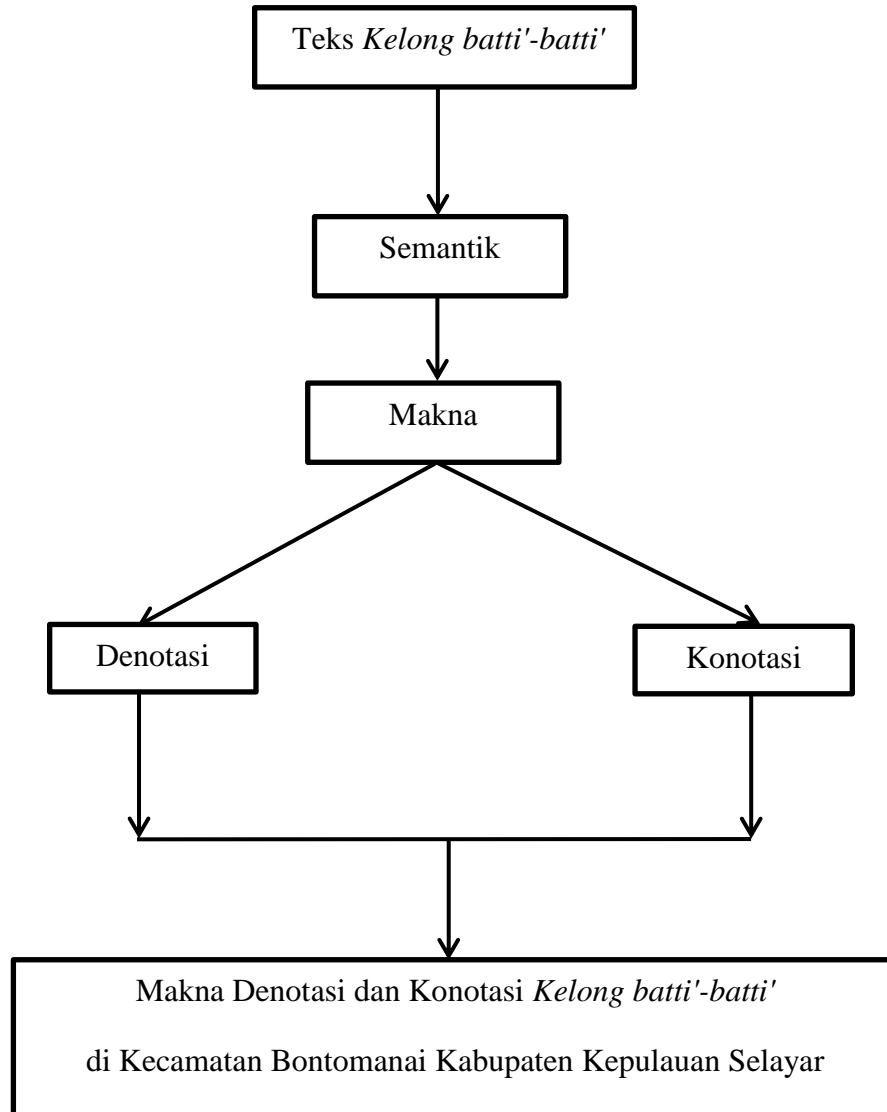 Teks Kelong batti'-batti'
Semantik
Makna
Denotasi
Konotasi
Makna Denotasi dan Konotasi Kelong batti'-batti'
di Kecamatan Bontomanai Kabupaten Kepulauan Selayar